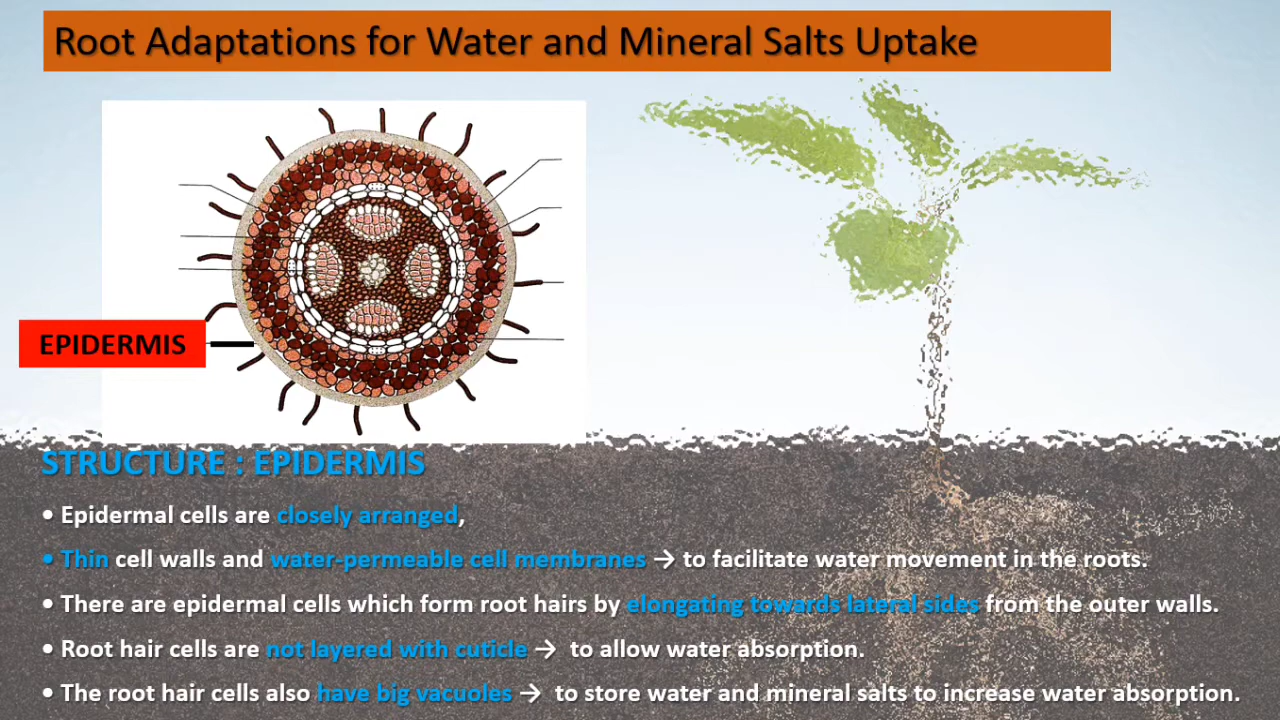 Root Adaptations for Water and Mineral Salts Uptake
EPIDERMIS
STRUCTURE : EPIDERMIS
• Epidermal cells are closely arranged,
• Thin cell walls and water-permeable cell membranes → to facilitate water movement in the roots.
• There are epidermal cells which form root hairs by elongating towards lateral sides from the outer walls.
• Root hair cells are not layered with cuticle → to allow water absorption.
• The root hair cells also have big vacuoles → to store water and mineral salts to increase water absorption.